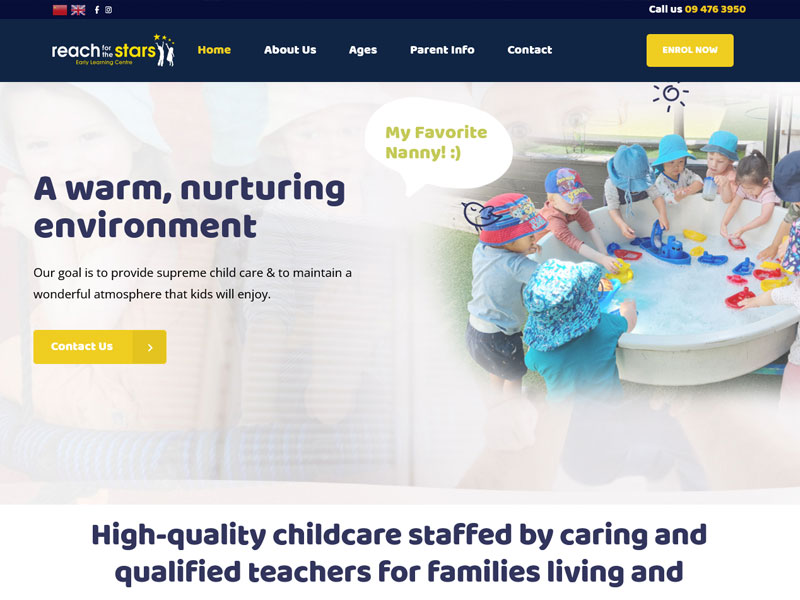 Call us 09 476 3950
reach for the stars
Early Learning Centre
Home About Us Ages Parent Info Contact
ENROL NOW
My Favorite
Nanny! :)
A warm, nurturing
environment
Our goal is to provide supreme child care & to maintain a
wonderful atmosphere that kids will enjoy.
Contact Us
High-quality childcare staffed by caring and
qualified teachers for families living and